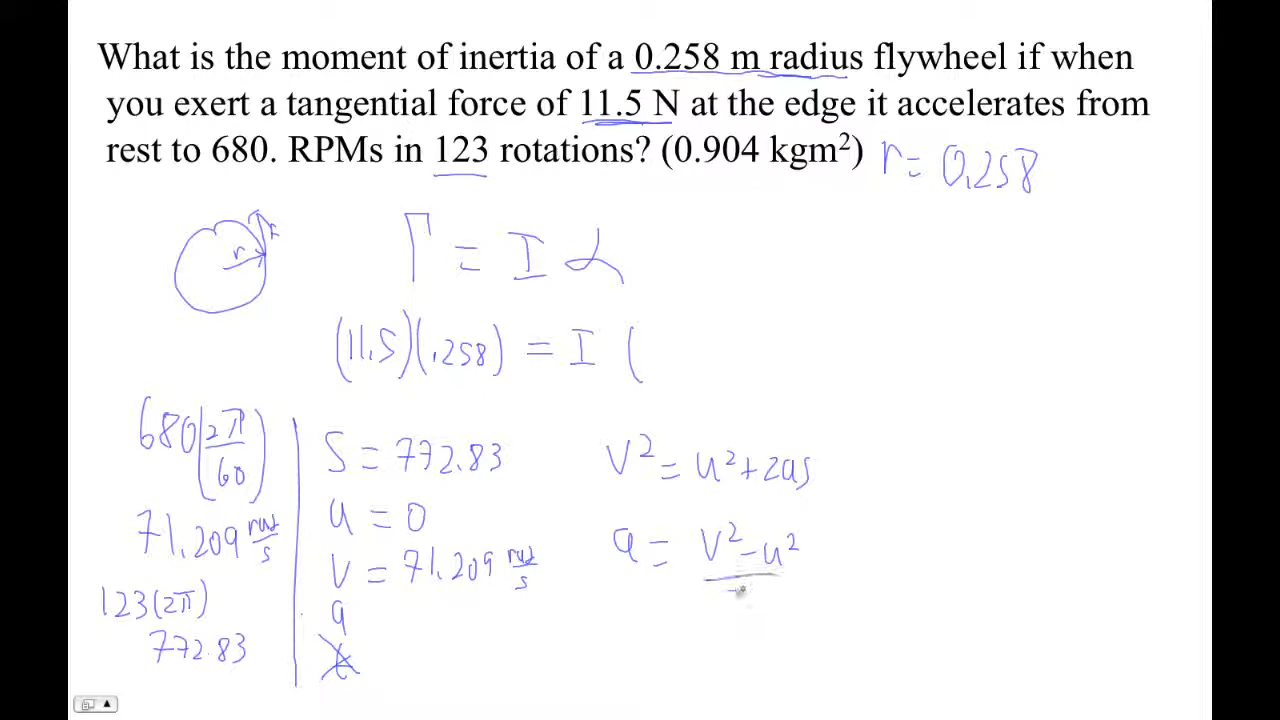 What is the moment of inertia of a 0.258 m radius flywheel if when
you exert a tangential force of 11.5 N at the edge it accelerates from
rest to 680. RPMs in 123 rotations? (0.904 kgm²)
r = 0.258
r F
Γ = I α
(11.5)(.258) = I (
680(2π/60)
71.209 rad/s
123(2π)
772.83
S = 772.83
u = 0
V = 71.209 rad/s
a
t
V² = u² + 2as
a = V² - u²